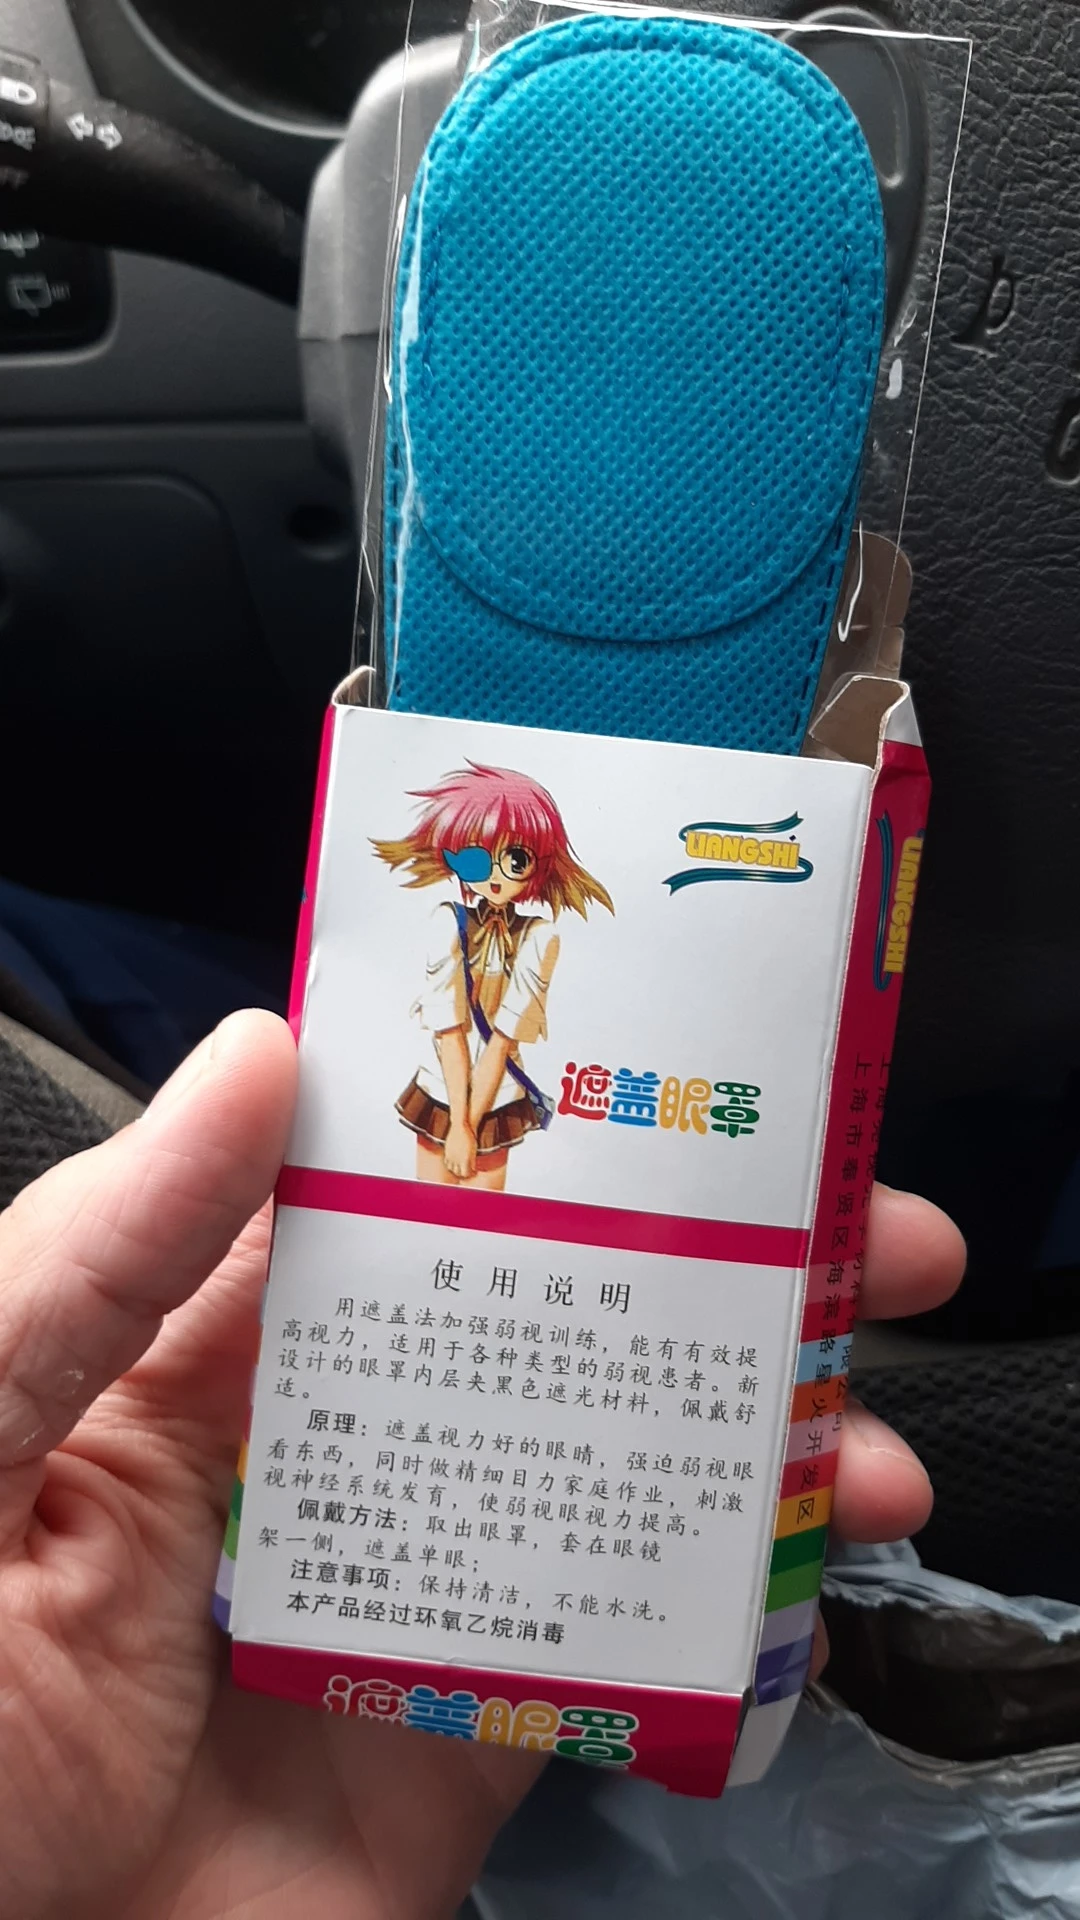 LIANGSHI
遮盖眼罩
使用说明
用遮盖法加强弱视训练，能有有效提
高视力，适用于各种类型的弱视患者。新
设计的眼罩内层夹黑色遮光材料，佩戴舒
适。
原理：遮盖视力好的眼睛，强迫弱视眼
看东西，同时做精细目力家庭作业，刺激
视神经系统发育，使弱视眼视力提高。
佩戴方法：取出眼罩，套在眼镜
架一侧，遮盖单眼；
注意事项：保持清洁，不能水洗。
本产品经过环氧乙烷消毒
遮盖眼罩
LIANGSHI
上海市奉贤区海滨路星火开发区